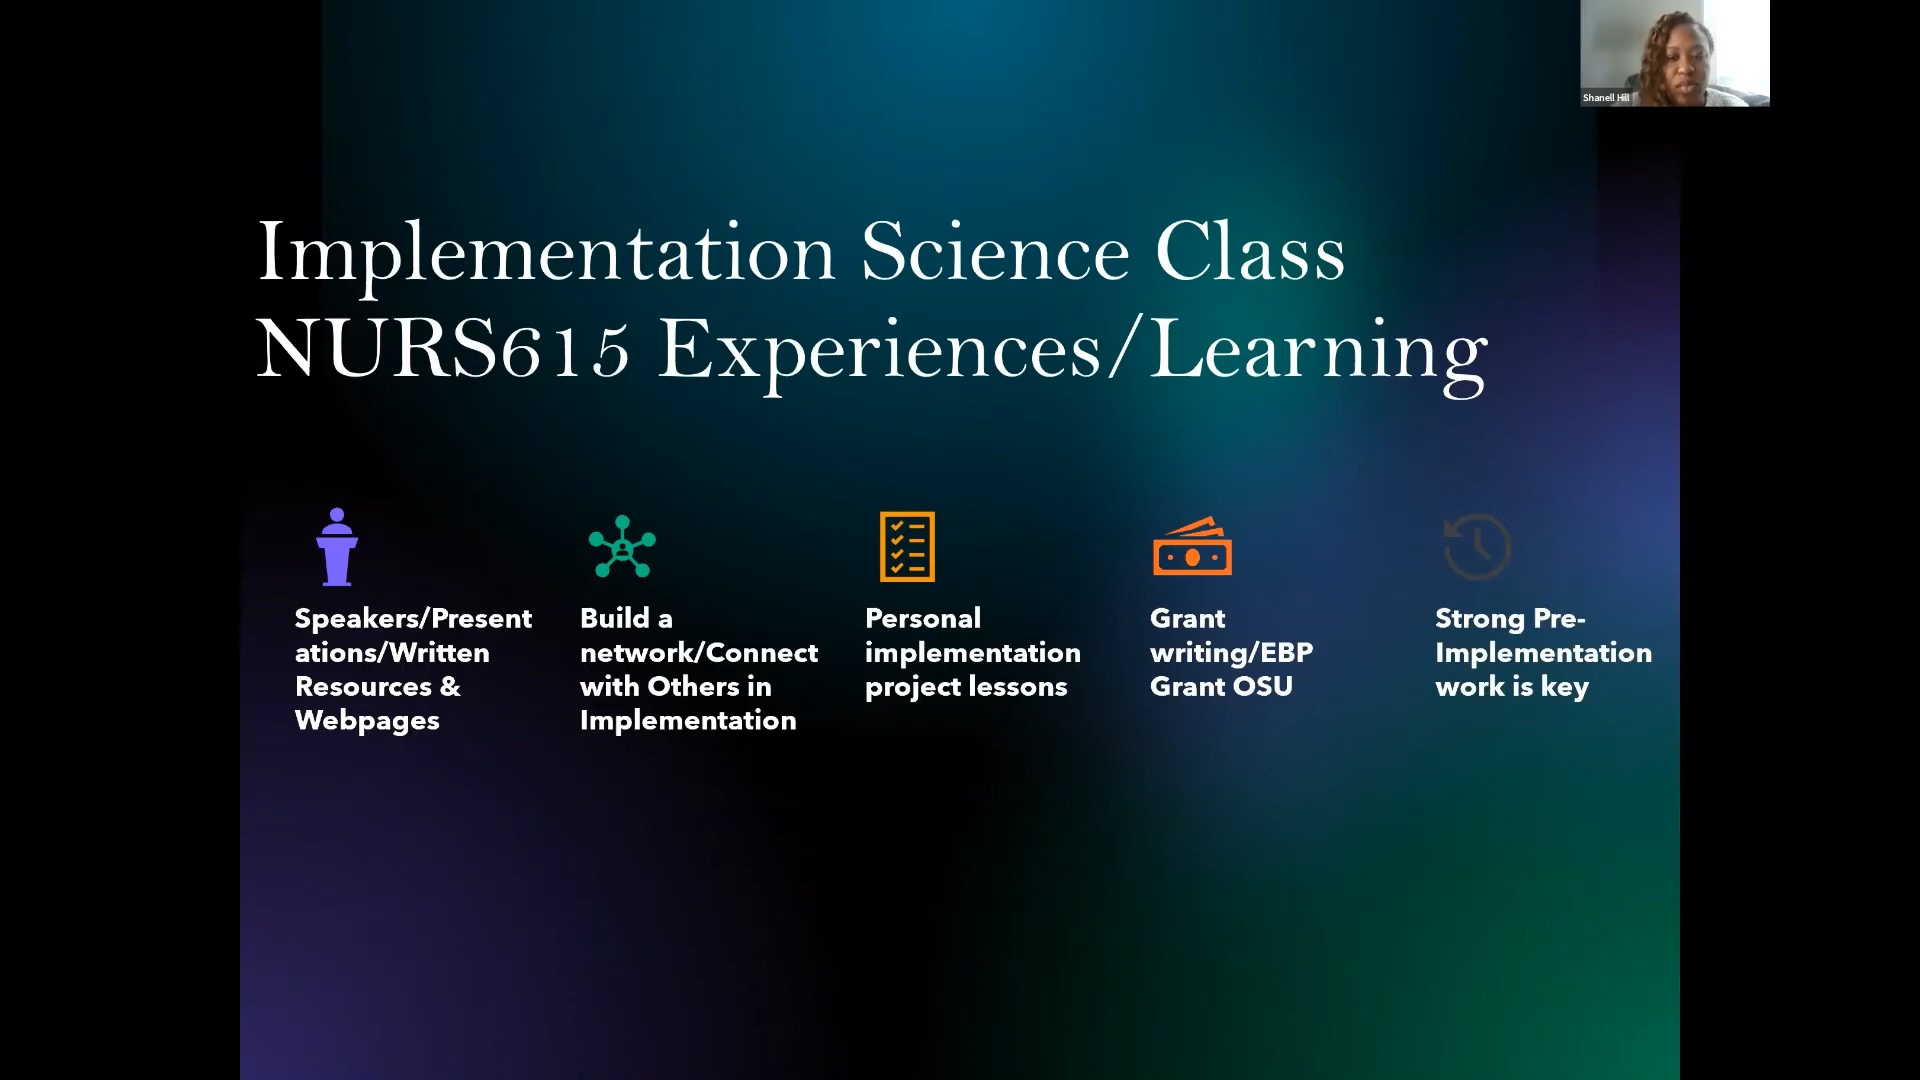 Shanell Hill
Implementation Science Class
NURS615 Experiences/Learning
Speakers/Present
ations/Written
Resources &
Webpages
Build a
network/Connect
with Others in
Implementation
Personal
implementation
project lessons
Grant
writing/EBP
Grant OSU
Strong Pre-
Implementation
work is key